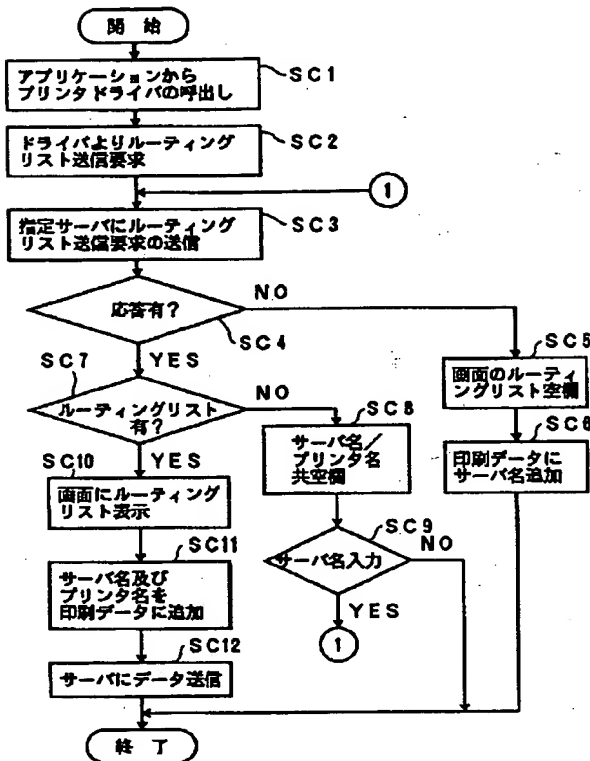 開始
アプリケーションから
プリンタドライバの呼出し
SC1
ドライバよりルーティング
リスト送信要求
SC2
1
指定サーバにルーティング
リスト送信要求の送信
SC3
応答有?
NO
SC4
YES
SC5
画面のルーティ
ングリスト空欄
SC6
印刷データに
サーバ名追加
SC7
ルーティングリスト
有?
NO
YES
SC8
サーバ名/
プリンタ名
共空欄
SC9
サーバ名入力
NO
YES
1
SC10
画面にルーティング
リスト表示
SC11
サーバ名及び
プリンタ名を
印刷データに追加
SC12
サーバにデータ送信
終了